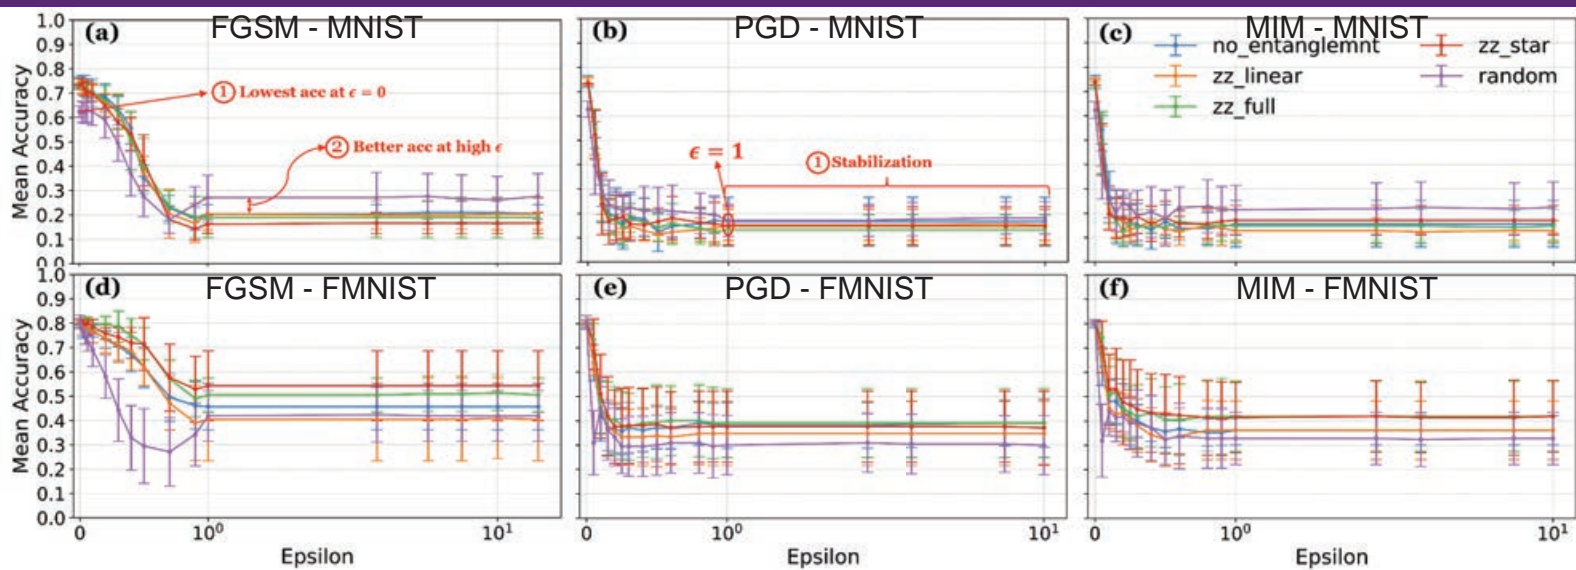 (a) FGSM - MNIST
(b) PGD - MNIST
(c) MIM - MNIST
no_entanglemnt
zz_linear
zz_full
zz_star
random
Mean Accuracy
1.0
0.9
0.8
0.7
0.6
0.5
0.4
0.3
0.2
0.1
0.0
① Lowest acc at ϵ = 0
② Better acc at high ϵ
ϵ = 1
① Stabilization
(d) FGSM - FMNIST
(e) PGD - FMNIST
(f) MIM - FMNIST
Mean Accuracy
1.0
0.9
0.8
0.7
0.6
0.5
0.4
0.3
0.2
0.1
0.0
0 10⁰ 10¹
0 10⁰ 10¹
0 10⁰ 10¹
Epsilon
Epsilon
Epsilon